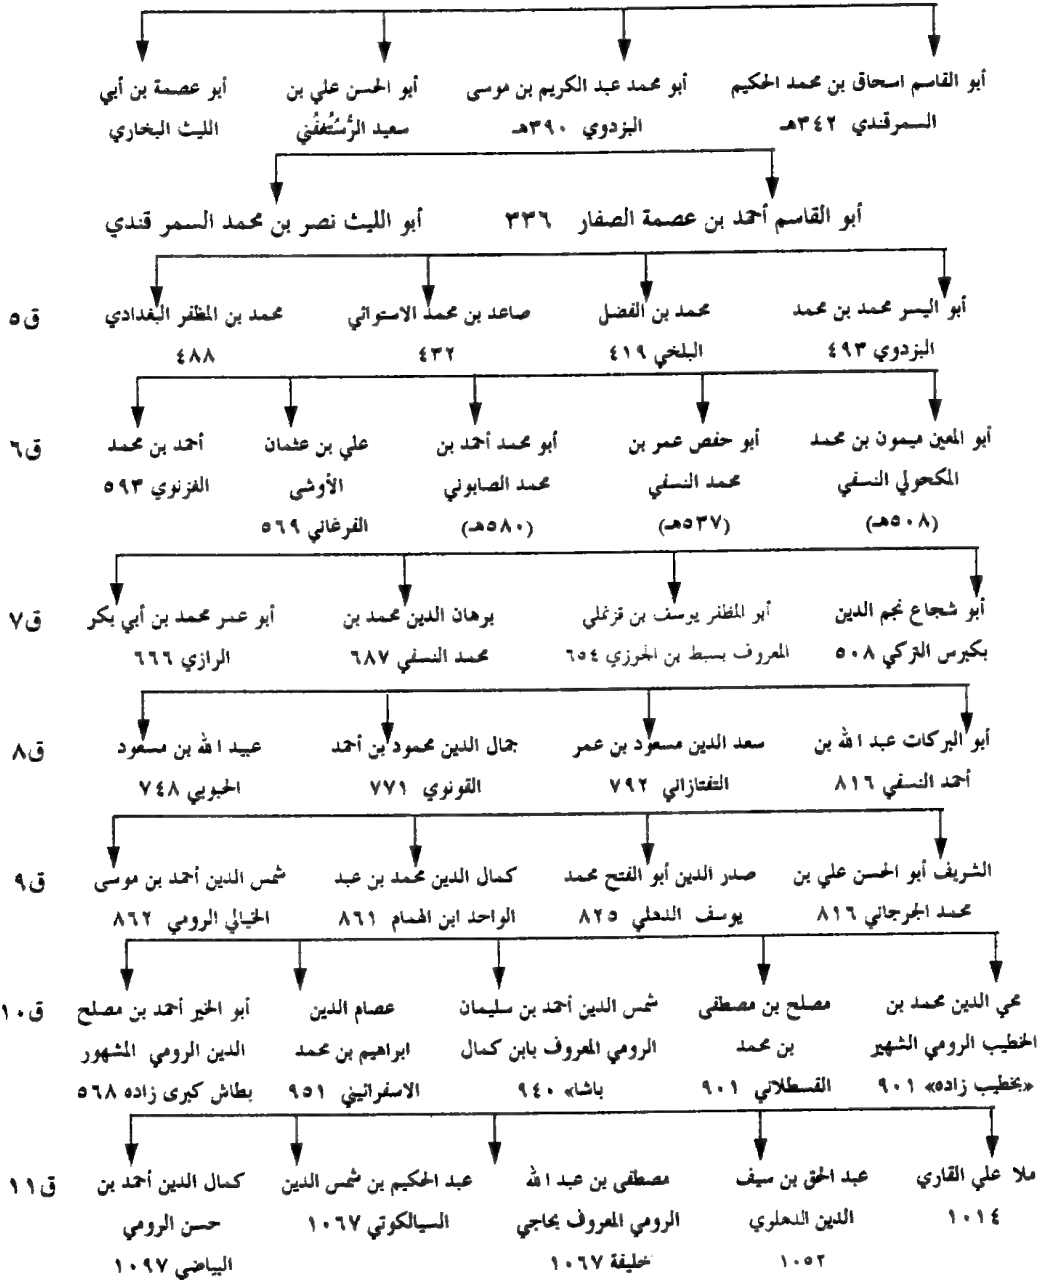 أبو القاسم اسحاق بن محمد الحكيم
السمرقندي ٣٤٢هـ
أبو محمد عبد الكريم بن موسى
البزدوي ٣٩٠هـ
أبو الحسن علي بن
سعيد الرُّسْتُغْفُني
أبو عصمة بن أبي
الليث البخاري
أبو القاسم أحمد بن عصمة الصفار ٣٣٦
أبو الليث نصر بن محمد السمر قندي
ق٥
أبو اليسر محمد بن محمد
البزدوي ٤٩٣
محمد بن الفضل
البلخي ٤١٩
صاعد بن محمد الاستوائي
٤٣٢
محمد بن المظفر البغدادي
٤٨٨
ق٦
أبو المعين ميمون بن محمد
المكحولي النسفي
(٥٠٨هـ)
أبو حفص عمر بن
محمد النسفي
(٥٣٧هـ)
أبو محمد أحمد بن
محمد الصابوني
(٥٨٠هـ)
علي بن عثمان
الأوشى
الفرغاني ٥٦٩
أحمد بن محمد
الغزنوي ٥٩٣
ق٧
أبو شجاع نجم الدين
بكبرس التركي ٥٠٨
أبو المظفر يوسف بن قزغلي
المعروف بسبط بن الجوزي ٦٥٤
برهان الدين محمد بن
محمد النسفي ٦٨٧
أبو عمر محمد بن أبي بكر
الرازي ٦٦٦
ق٨
أبو البركات عبد الله بن
أحمد النسفي ٨١٦
سعد الدين مسعود بن عمر
التفتازاني ٧٩٢
جمال الدين محمود بن أحمد
القونوي ٧٧١
عبيد الله بن مسعود
الحبوبي ٧٤٨
ق٩
الشريف أبو الحسن علي بن
محمد الجرجاني ٨١٦
صدر الدين أبو الفتح محمد
يوسف الدهلي ٨٢٥
كمال الدين محمد بن عبد
الواحد ابن الهمام ٨٦١
شمس الدين أحمد بن موسى
الخيالي الرومي ٨٦٢
ق١٠
محي الدين محمد بن
الخطيب الرومي الشهير
«بخطيب زاده» ٩٠١
مصلح بن مصطفى
بن محمد
القسطلاني ٩٠١
شمس الدين أحمد بن سليمان
الرومي المعروف بابن كمال
باشا» ٩٤٠
عصام الدين
ابراهيم بن محمد
الاسفرائيني ٩٥١
أبو الخير أحمد بن مصلح
الدين الرومي المشهور
بطاش كبرى زاده ٥٦٨
ق١١
ملا علي القاري
١٠١٤
عبد الحق بن سيف
الدين الدهلوي
١٠٥٢
مصطفى بن عبد الله
الرومي المعروف بحاجي
خليفة ١٠٦٧
عبد الحكيم بن شمس الدين
السيالكوتي ١٠٦٧
كمال الدين أحمد بن
حسن الرومي
البياضي ١٠٩٧